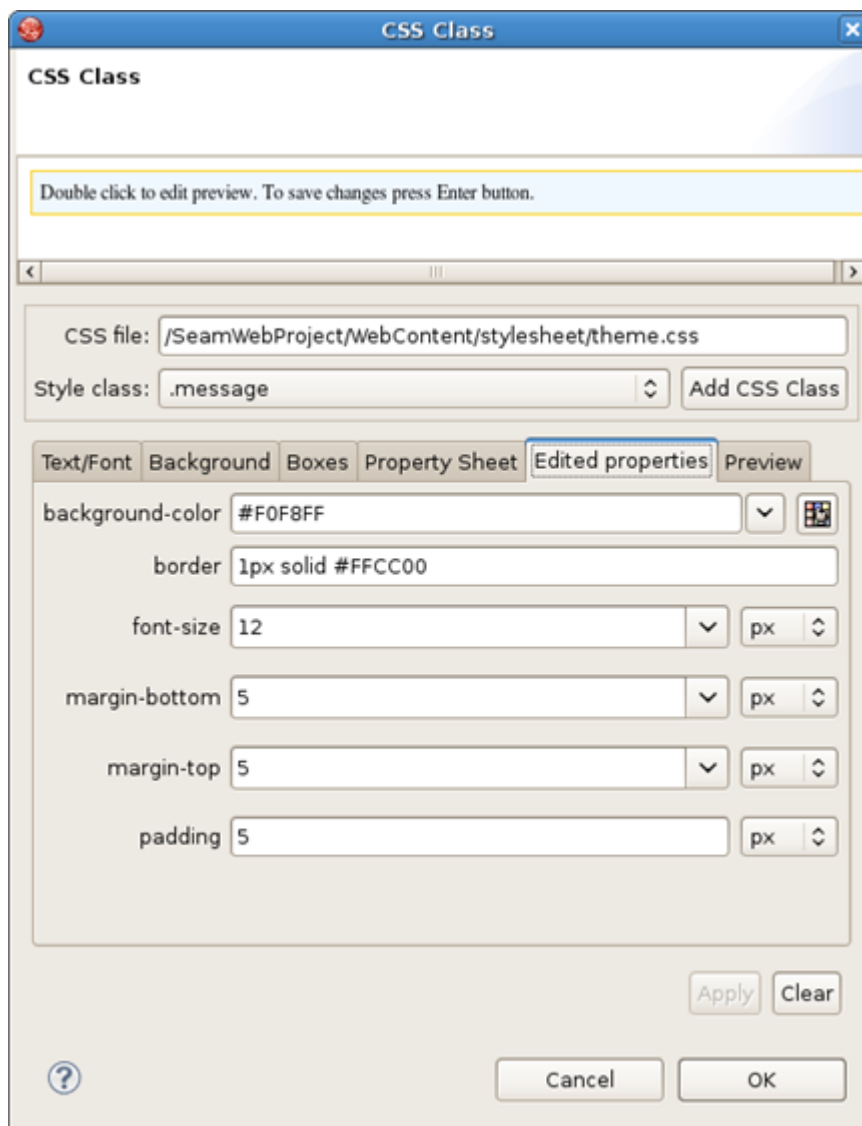 CSS Class
CSS Class
Double click to edit preview. To save changes press Enter button.
CSS file: /SeamWebProject/WebContent/stylesheet/theme.css
Style class: .message Add CSS Class
Text/Font Background Boxes Property Sheet Edited properties Preview
background-color #F0F8FF
border 1px solid #FFCC00
font-size 12 px
margin-bottom 5 px
margin-top 5 px
padding 5 px
Apply Clear
? Cancel OK